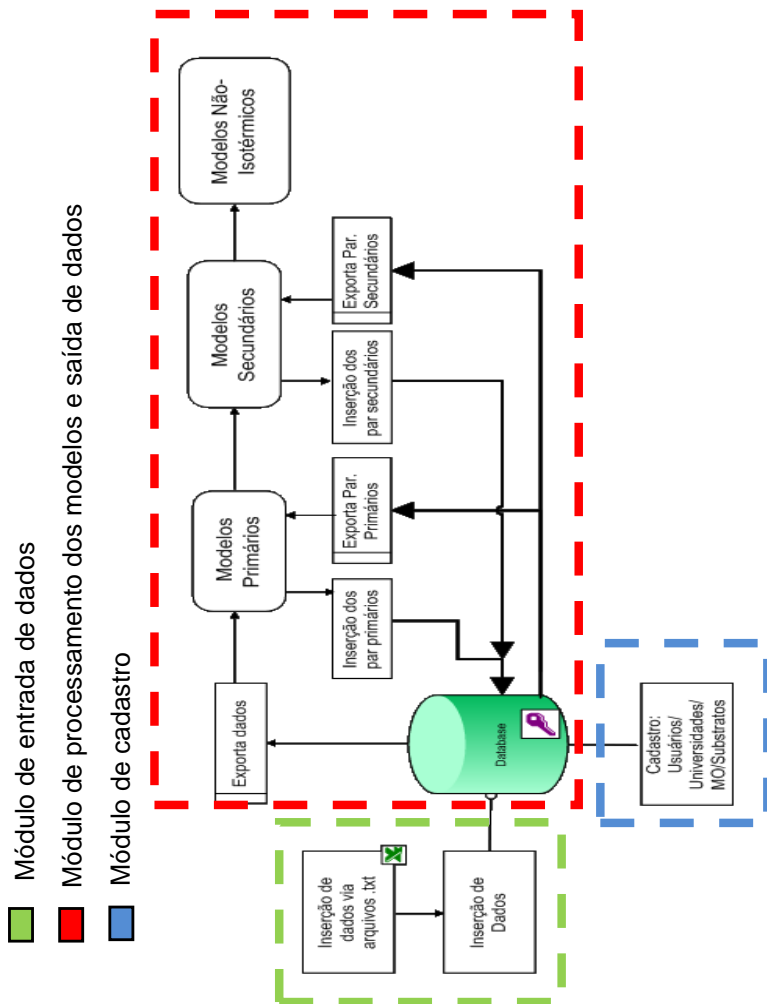 Módulo de entrada de dados
Módulo de processamento dos modelos e saída de dados
Módulo de cadastro
Inserção de
dados via
arquivos .txt
Inserção de
Dados
Exporta dados
Database
Cadastro:
Usuários/
Universidades/
MO/Substratos
Modelos
Primários
Inserção dos
par primários
Exporta Par.
Primários
Modelos
Secundários
Inserção dos
par secundários
Exporta Par.
Secundários
Modelos Não-
Isotérmicos